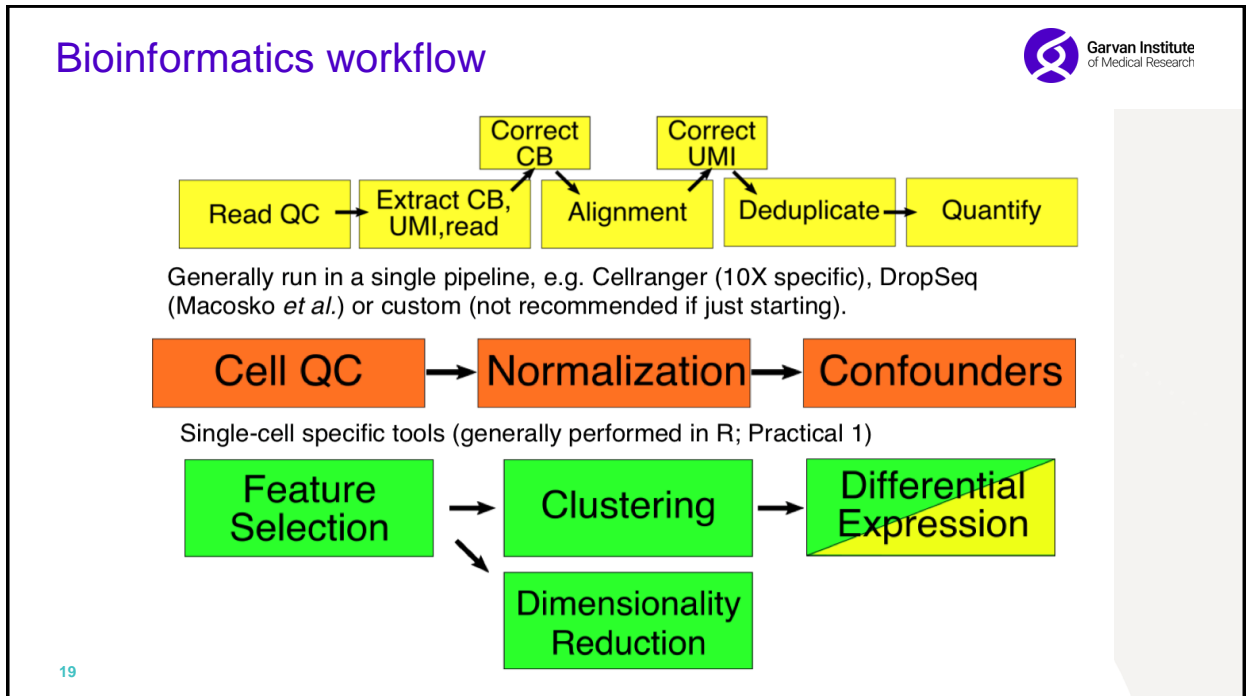 Bioinformatics workflow
Garvan Institute
of Medical Research
Correct
CB
Correct
UMI
Read QC
Extract CB,
UMI,read
Alignment
Deduplicate
Quantify
Generally run in a single pipeline, e.g. Cellranger (10X specific), DropSeq
(Macosko et al.) or custom (not recommended if just starting).
Cell QC
Normalization
Confounders
Single-cell specific tools (generally performed in R; Practical 1)
Feature
Selection
Clustering
Differential
Expression
Dimensionality
Reduction
19